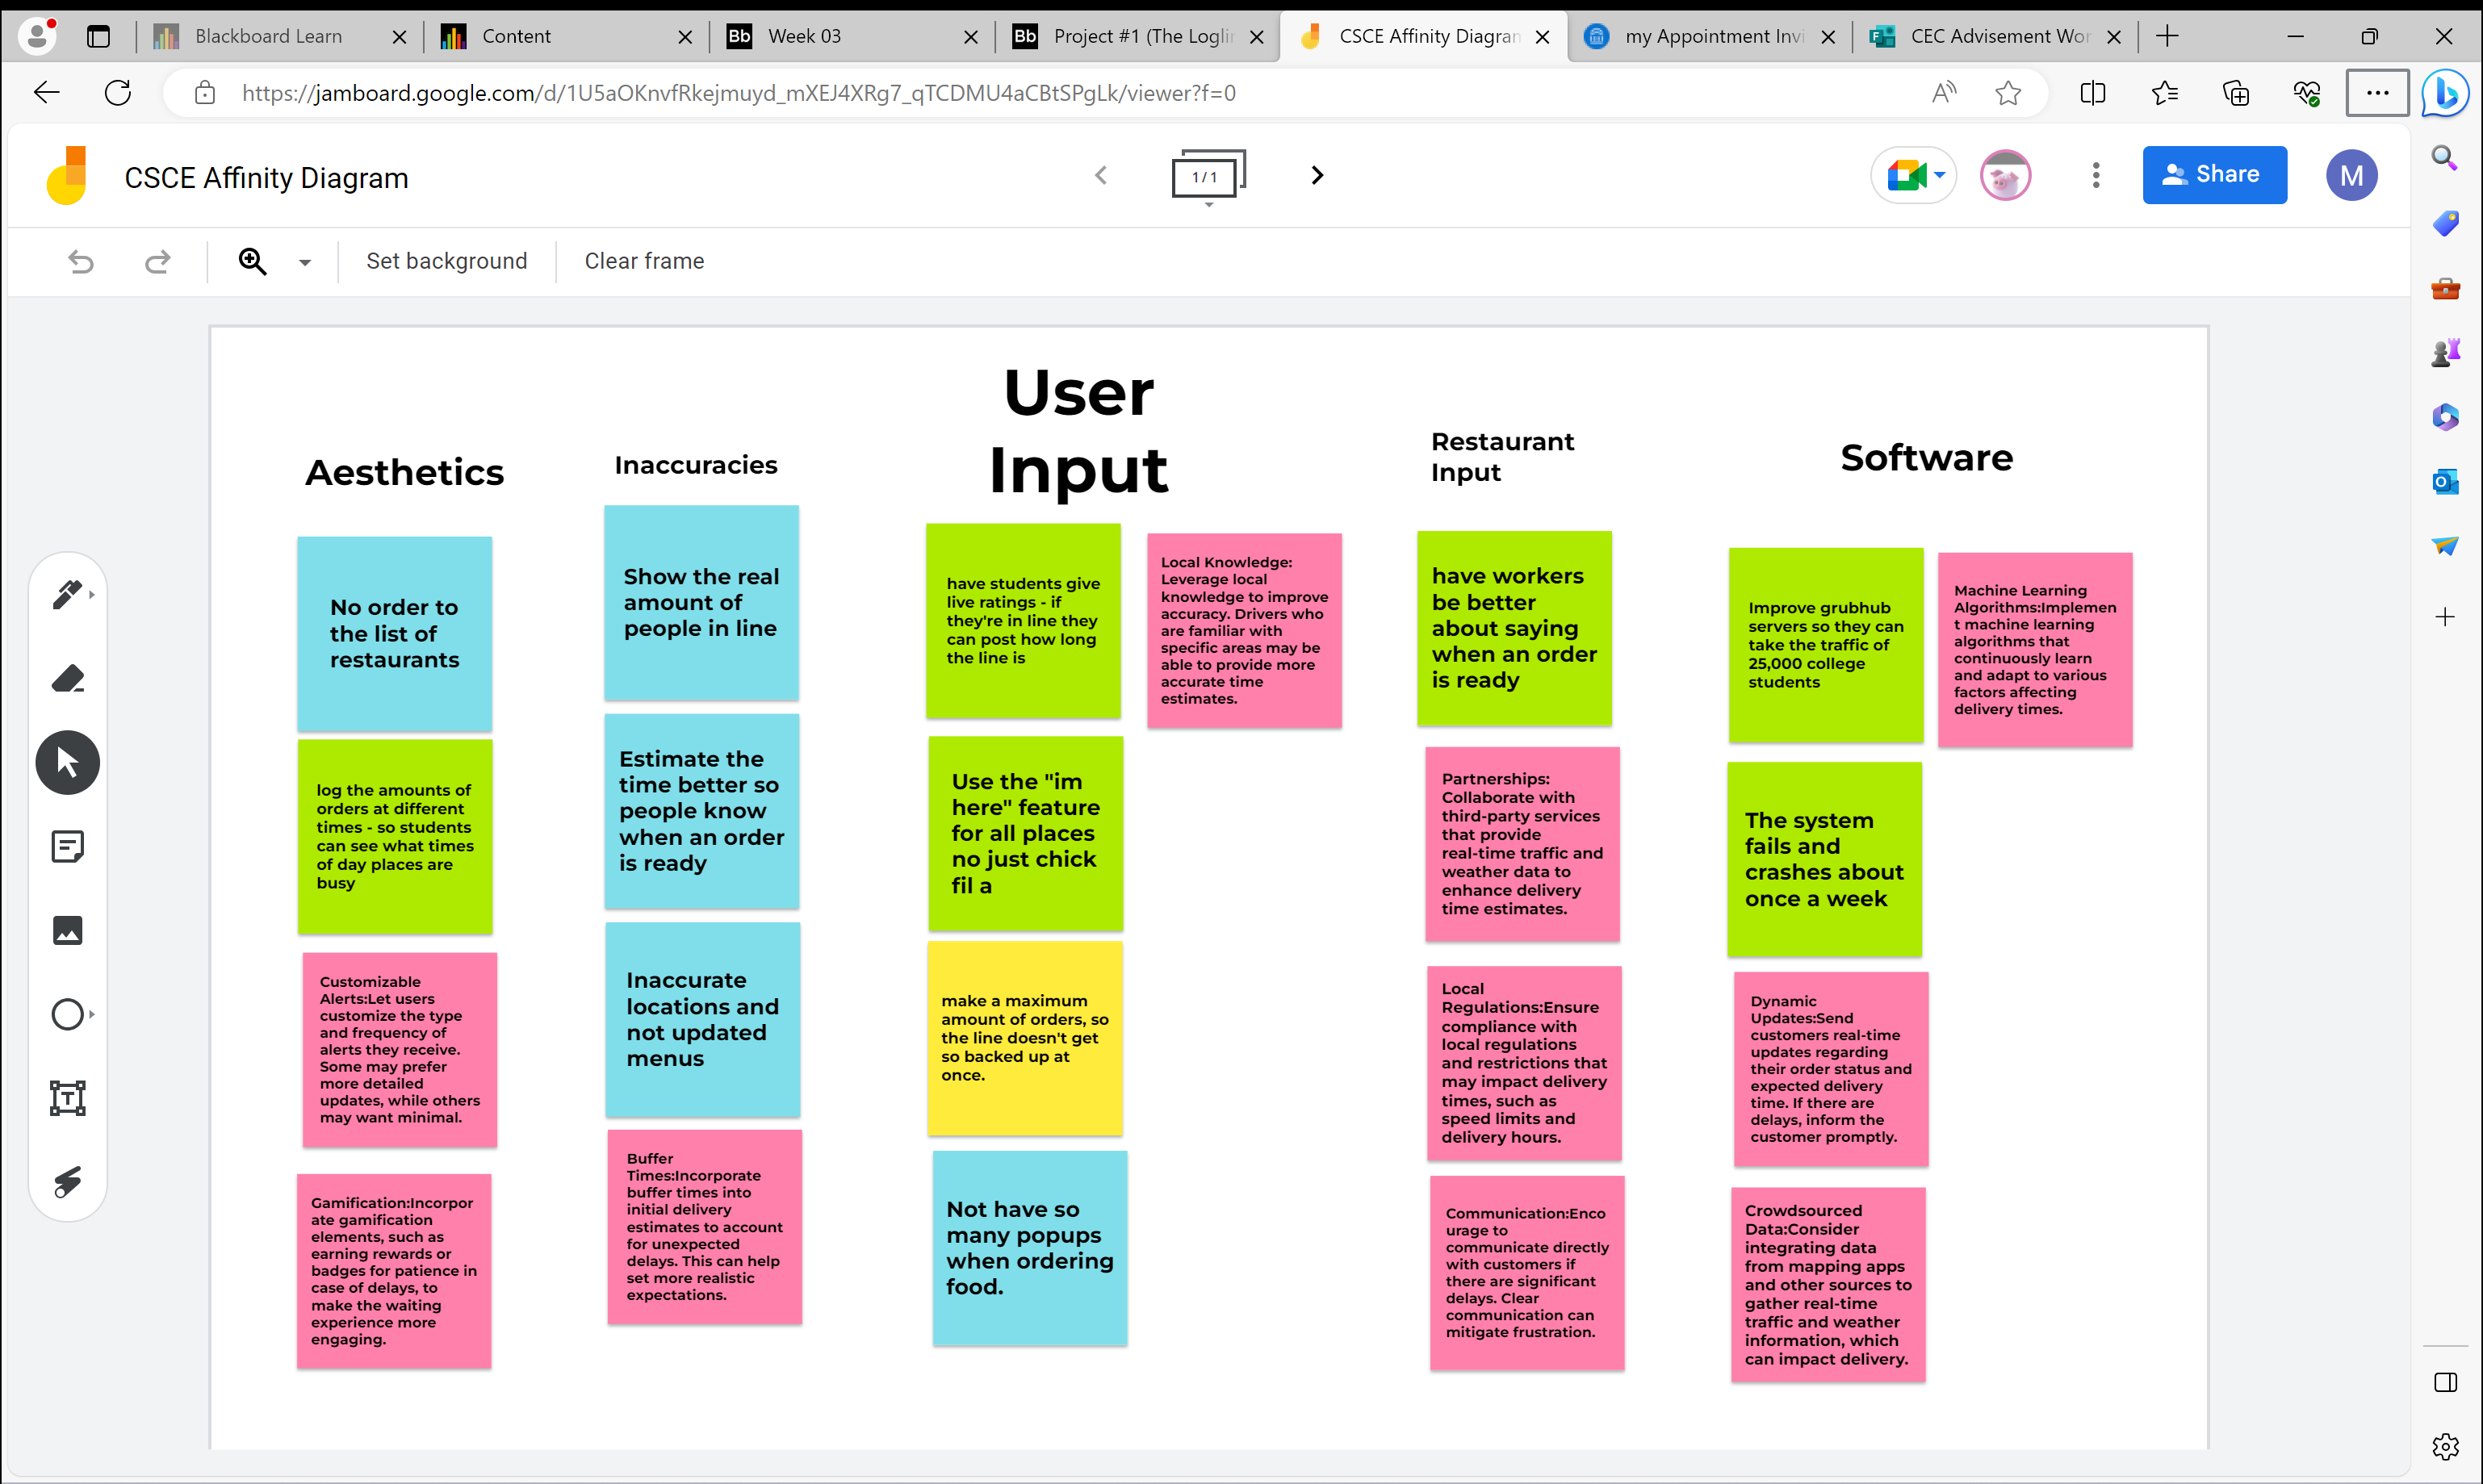 Blackboard Learn
Content
Bb Week 03
Bb Project #1 (The Loglin
CSCE Affinity Diagram
my Appointment Invi
CEC Advisement Wor
https://jamboard.google.com/d/1U5aOKnvfRkejmuyd_mXEJ4XRg7_qTCDMU4aCBtSPgLk/viewer?f=0
CSCE Affinity Diagram
1 / 1
Share
M
Set background
Clear frame
Aesthetics
No order to
the list of
restaurants
log the amounts of
orders at different
times - so students
can see what times
of day places are
busy
Customizable
Alerts:Let users
customize the type
and frequency of
alerts they receive.
Some may prefer
more detailed
updates, while others
may want minimal.
Gamification:Incorpor
ate gamification
elements, such as
earning rewards or
badges for patience in
case of delays, to
make the waiting
experience more
engaging.
Inaccuracies
Show the real
amount of
people in line
Estimate the
time better so
people know
when an order
is ready
Inaccurate
locations and
not updated
menus
Buffer
Times:Incorporate
buffer times into
initial delivery
estimates to account
for unexpected
delays. This can help
set more realistic
expectations.
User
Input
have students give
live ratings - if
they're in line they
can post how long
the line is
Local Knowledge:
Leverage local
knowledge to improve
accuracy. Drivers who
are familiar with
specific areas may be
able to provide more
accurate time
estimates.
Use the "im
here" feature
for all places
no just chick
fil a
make a maximum
amount of orders, so
the line doesn't get
so backed up at
once.
Not have so
many popups
when ordering
food.
Restaurant
Input
have workers
be better
about saying
when an order
is ready
Partnerships:
Collaborate with
third-party services
that provide
real-time traffic and
weather data to
enhance delivery
time estimates.
Local
Regulations:Ensure
compliance with
local regulations
and restrictions that
may impact delivery
times, such as
speed limits and
delivery hours.
Communication:Enco
urage to
communicate directly
with customers if
there are significant
delays. Clear
communication can
mitigate frustration.
Software
Improve grubhub
servers so they can
take the traffic of
25,000 college
students
Machine Learning
Algorithms:Implemen
t machine learning
algorithms that
continuously learn
and adapt to various
factors affecting
delivery times.
The system
fails and
crashes about
once a week
Dynamic
Updates:Send
customers real-time
updates regarding
their order status and
expected delivery
time. If there are
delays, inform the
customer promptly.
Crowdsourced
Data:Consider
integrating data
from mapping apps
and other sources to
gather real-time
traffic and weather
information, which
can impact delivery.